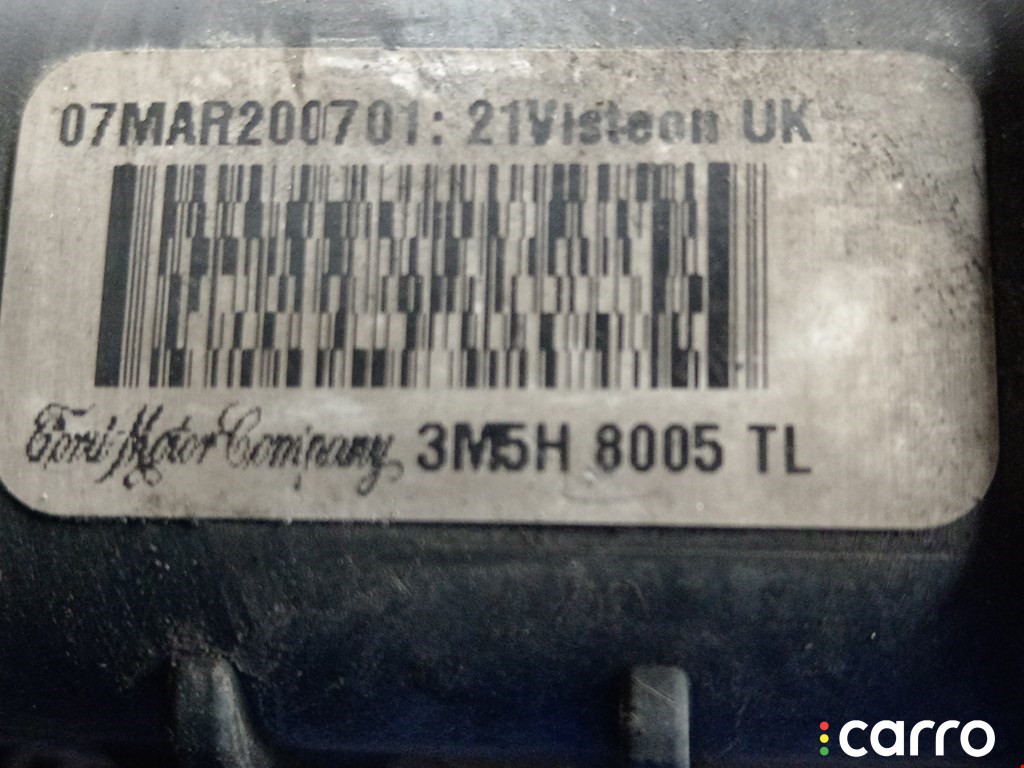 07MAR200701: 21Visteon UK
Ford Motor Company 3M5H 8005 TL
carro